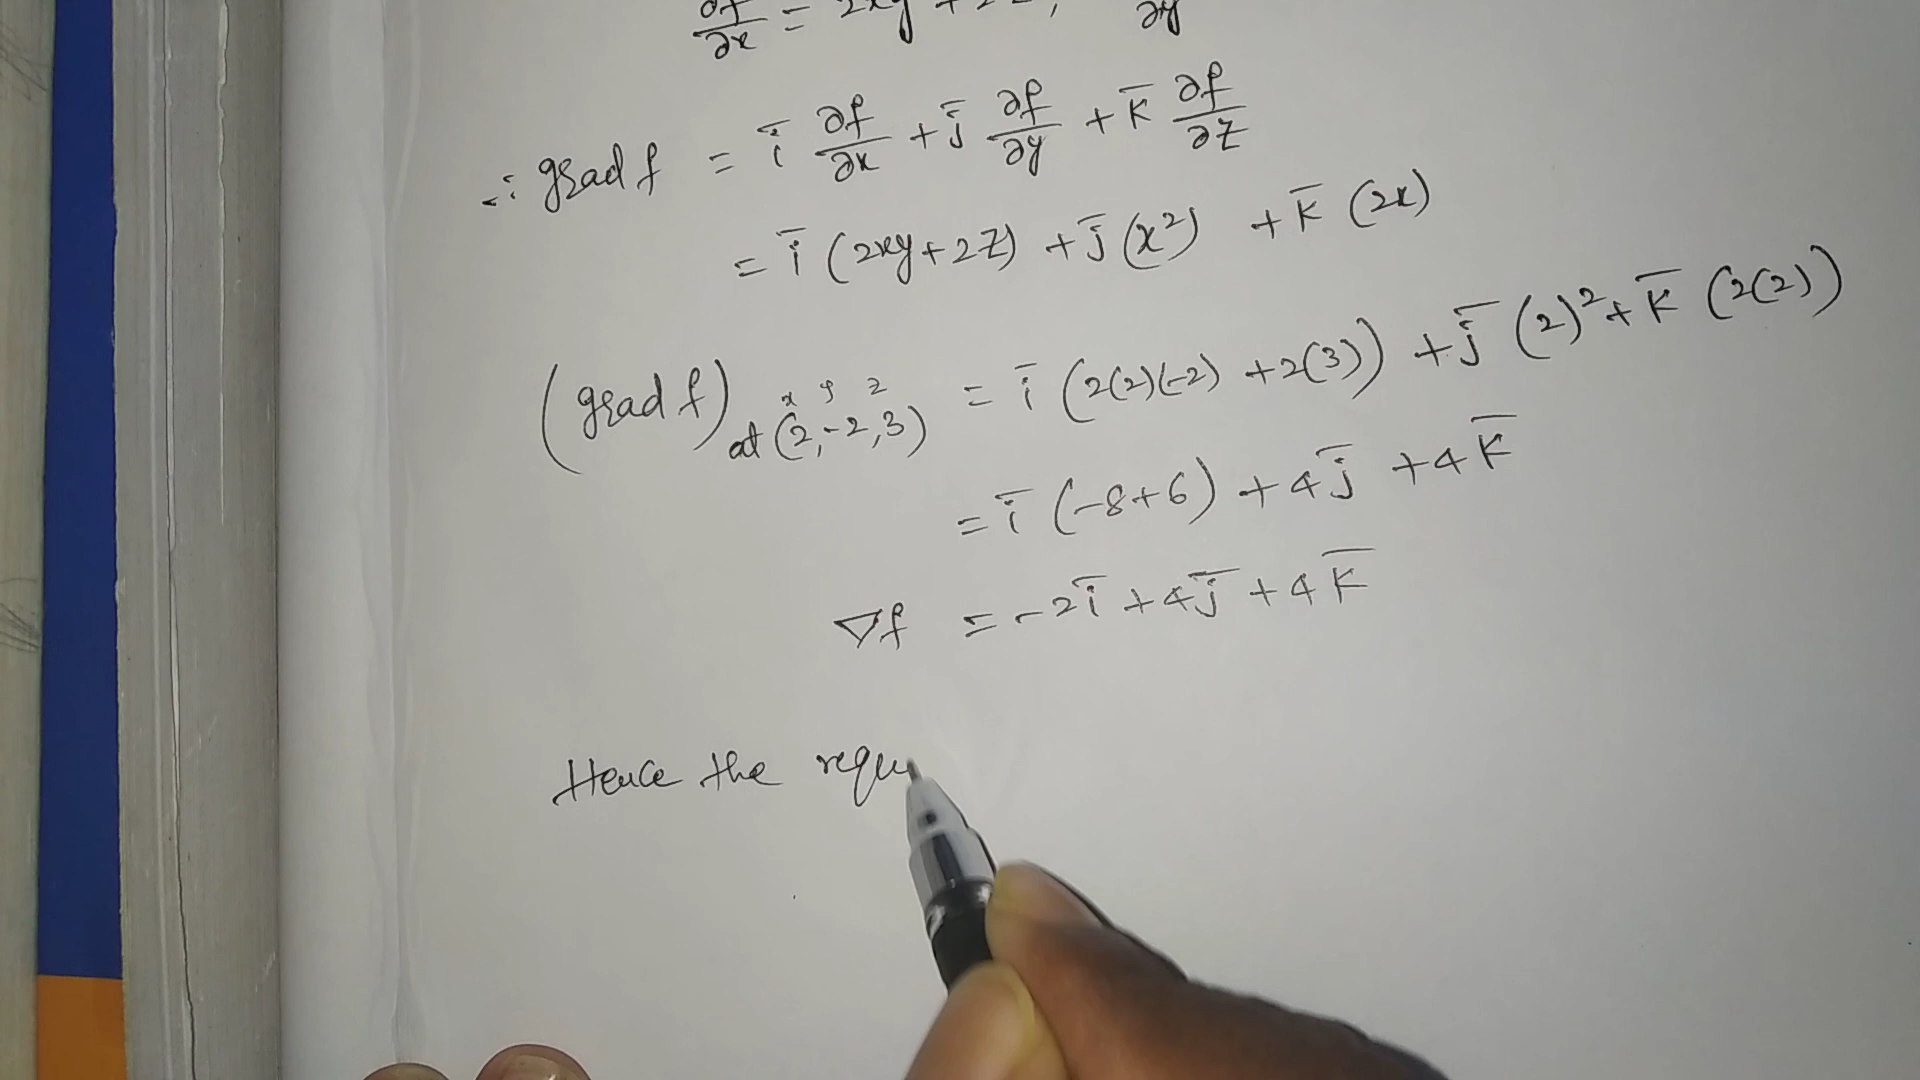 ∂f/∂x = 2xy + 2z, ∂y
∴ grad f = i̅ ∂f/∂x + j̅ ∂f/∂y + k̅ ∂f/∂z
= i̅ (2xy + 2z) + j̅ (x²) + k̅ (2x)
(grad f) at (2, -2, 3) = i̅ (2(2)(-2) + 2(3)) + j̅ (2)² + k̅ (2(2))
x y z
= i̅ (-8+6) + 4j̅ + 4k̅
∇f = -2i̅ + 4j̅ + 4k̅
Hence the requ